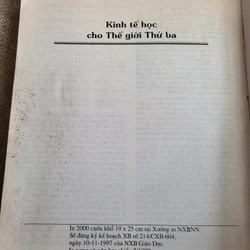 Kinh tế học
cho Thế giới Thứ ba
In 2000 cuốn khổ 19 x 25 cm tại Xưởng in NXBNN.
Số đăng ký kế hoạch XB số 214/CXB-604.
ngày 10-11-1997 của NXB Giáo Dục.